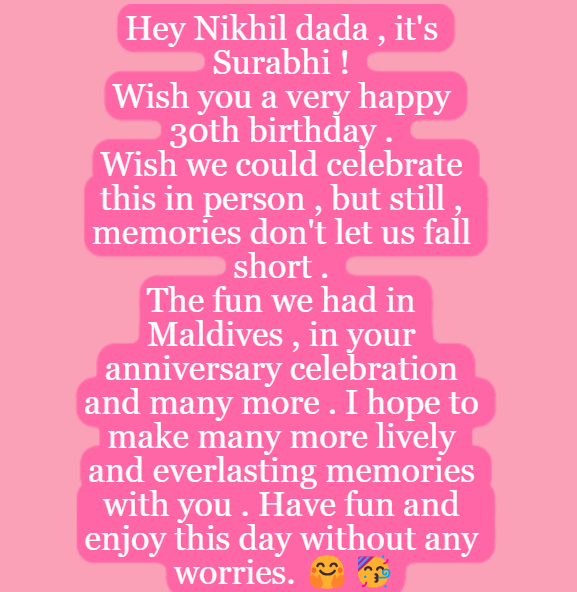 Hey Nikhil dada , it's
Surabhi !
Wish you a very happy
30th birthday .
Wish we could celebrate
this in person , but still ,
memories don't let us fall
short .
The fun we had in
Maldives , in your
anniversary celebration
and many more . I hope to
make many more lively
and everlasting memories
with you . Have fun and
enjoy this day without any
worries. 🤗 🥳